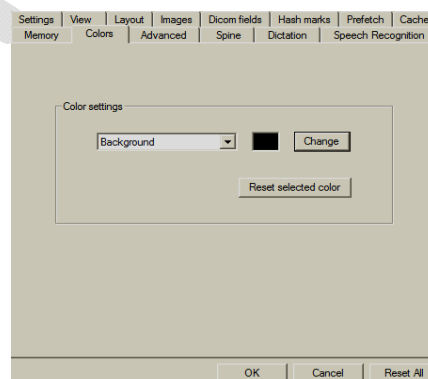 Settings View Layout Images Dicom fields Hash marks Prefetch Cache
Memory Colors Advanced Spine Dictation Speech Recognition
Color settings
Background Change
Reset selected color
OK Cancel Reset All